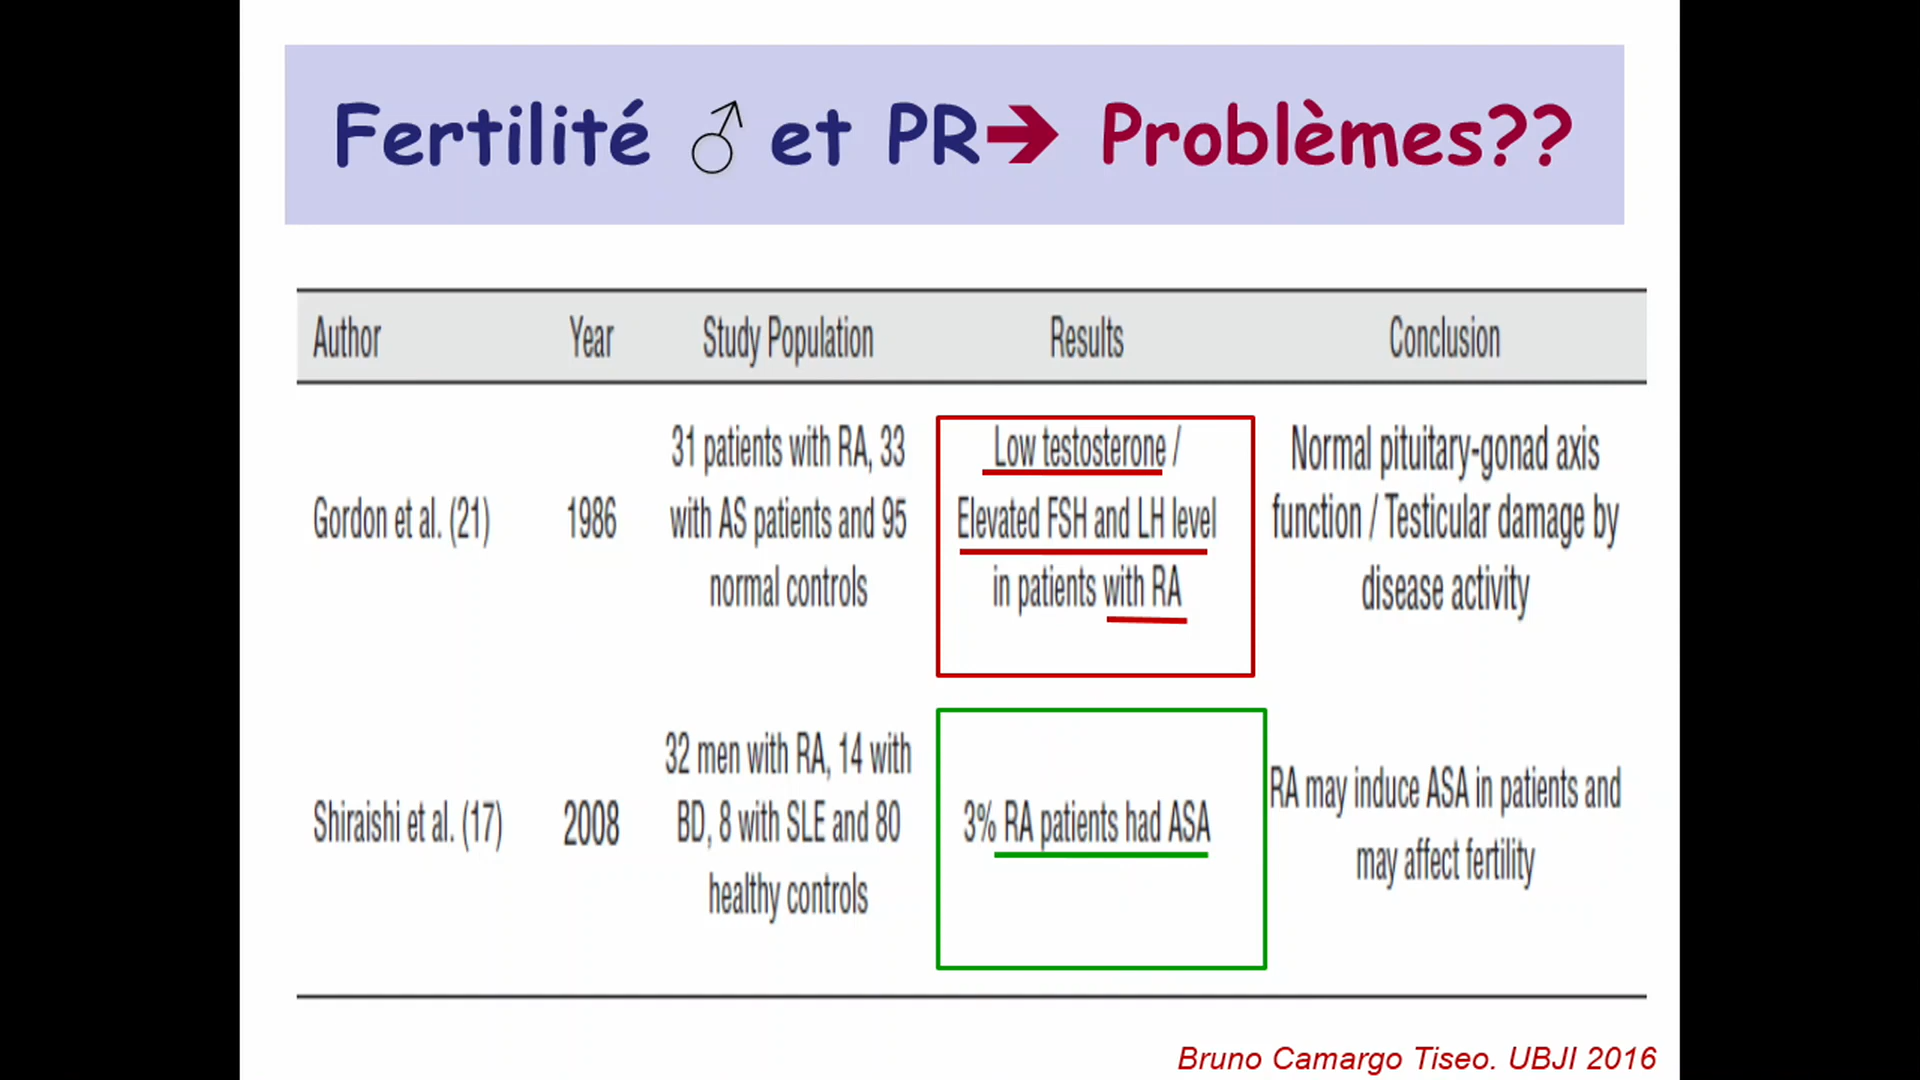 Fertilité ♂ et PR➔ Problèmes??
Author Year Study Population Results Conclusion
31 patients with RA, 33
with AS patients and 95
normal controls
Gordon et al. (21) 1986
Low testosterone /
Elevated FSH and LH level
in patients with RA
Normal pituitary-gonad axis
function / Testicular damage by
disease activity
Shiraishi et al. (17) 2008
32 men with RA, 14 with
BD, 8 with SLE and 80
healthy controls
3% RA patients had ASA
RA may induce ASA in patients and
may affect fertility
Bruno Camargo Tiseo. UBJI 2016